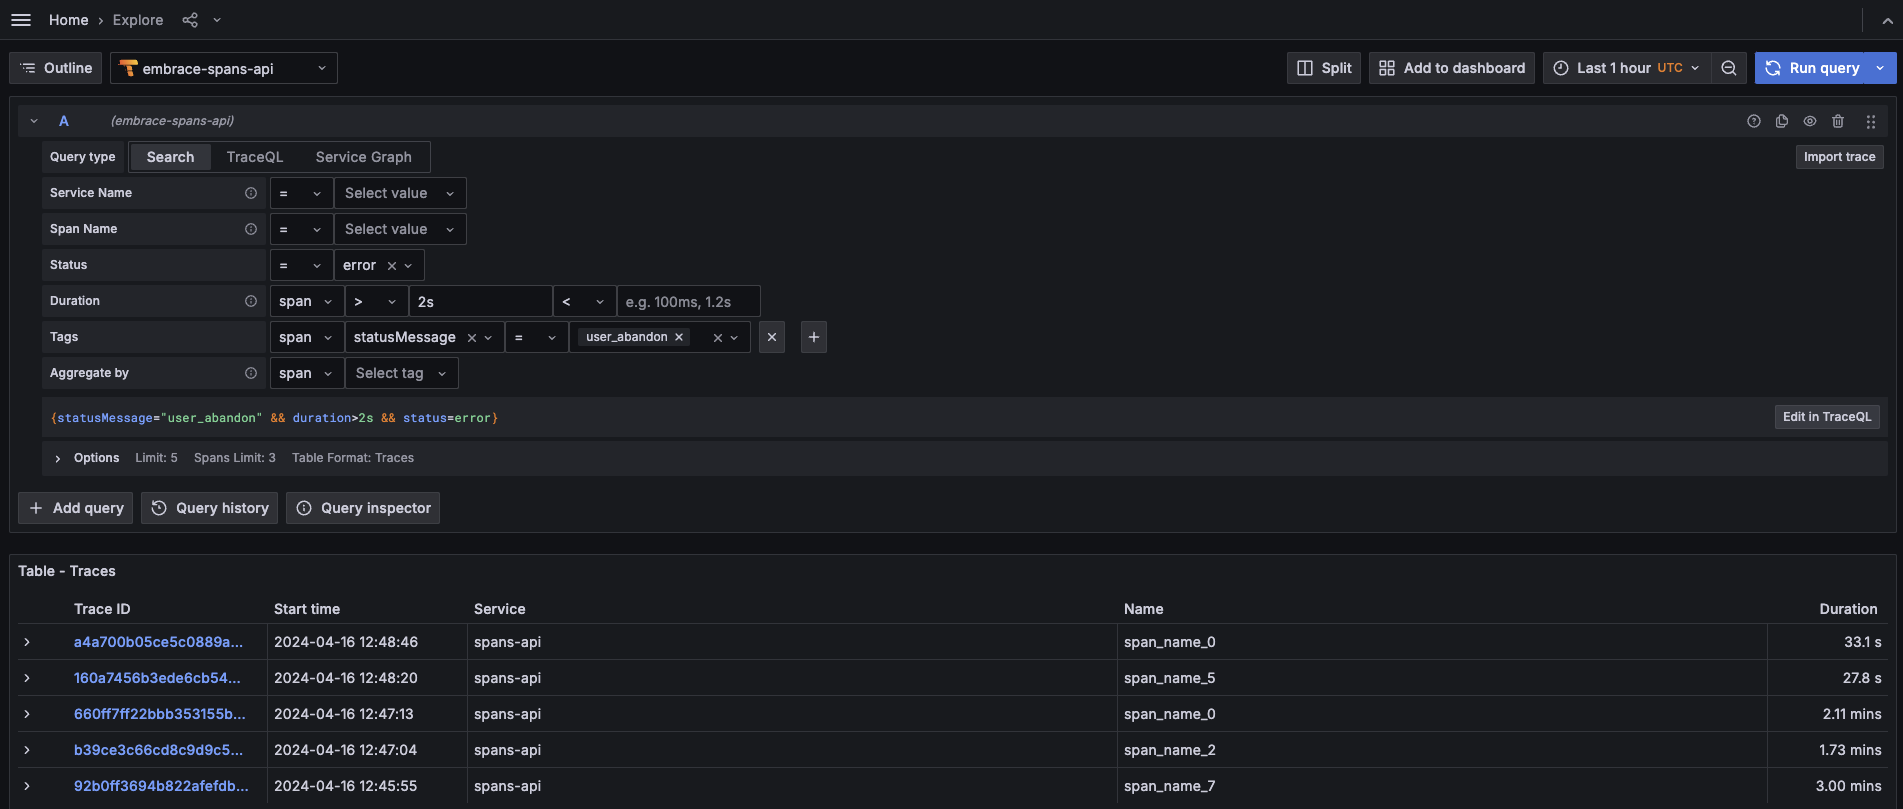 Home › Explore
Outline embrace-spans-api Split Add to dashboard Last 1 hour UTC Run query
A (embrace-spans-api)
Query type Search TraceQL Service Graph Import trace
Service Name = Select value
Span Name = Select value
Status = error
Duration span > 2s < e.g. 100ms, 1.2s
Tags span statusMessage = user_abandon
Aggregate by span Select tag
{statusMessage="user_abandon" && duration>2s && status=error} Edit in TraceQL
Options Limit: 5 Spans Limit: 3 Table Format: Traces
Add query Query history Query inspector
Table - Traces
Trace ID Start time Service Name Duration
a4a700b05ce5c0889a... 2024-04-16 12:48:46 spans-api span_name_0 33.1 s
160a7456b3ede6cb54... 2024-04-16 12:48:20 spans-api span_name_5 27.8 s
660ff7ff22bbb353155b... 2024-04-16 12:47:13 spans-api span_name_0 2.11 mins
b39ce3c66cd8c9d9c5... 2024-04-16 12:47:04 spans-api span_name_2 1.73 mins
92b0ff3694b822afefdb... 2024-04-16 12:45:55 spans-api span_name_7 3.00 mins